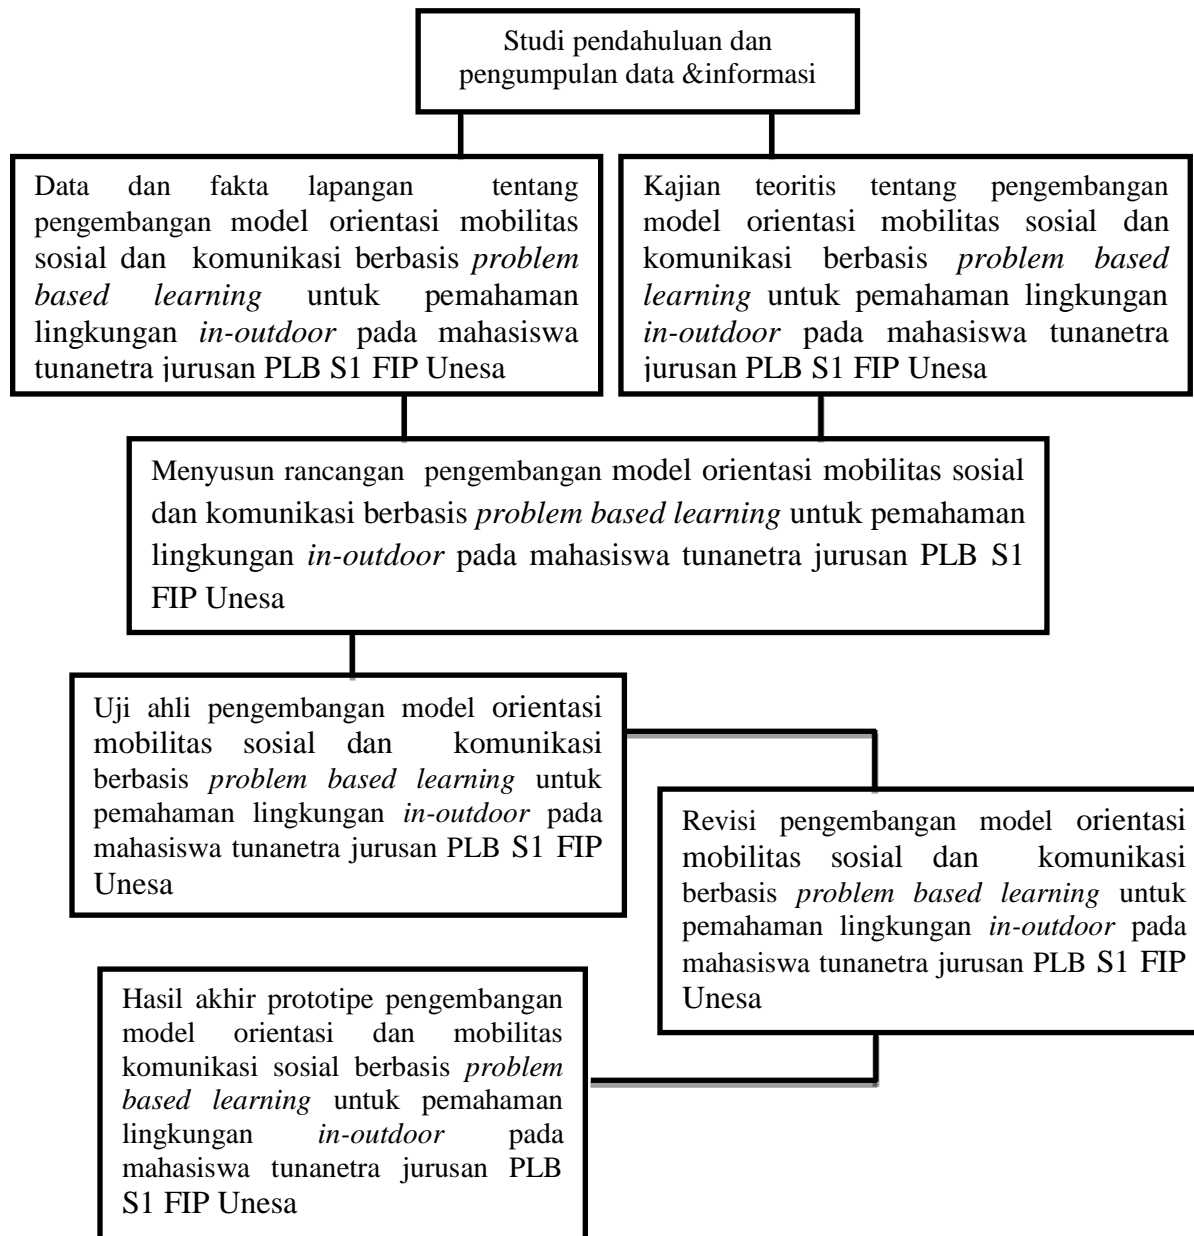 Studi pendahuluan dan
pengumpulan data &informasi
Data dan fakta lapangan tentang
pengembangan model orientasi mobilitas
sosial dan komunikasi berbasis problem
based learning untuk pemahaman
lingkungan in-outdoor pada mahasiswa
tunanetra jurusan PLB S1 FIP Unesa
Kajian teoritis tentang pengembangan
model orientasi mobilitas sosial dan
komunikasi berbasis problem based
learning untuk pemahaman lingkungan
in-outdoor pada mahasiswa tunanetra
jurusan PLB S1 FIP Unesa
Menyusun rancangan pengembangan model orientasi mobilitas sosial
dan komunikasi berbasis problem based learning untuk pemahaman
lingkungan in-outdoor pada mahasiswa tunanetra jurusan PLB S1
FIP Unesa
Uji ahli pengembangan model orientasi
mobilitas sosial dan komunikasi
berbasis problem based learning untuk
pemahaman lingkungan in-outdoor pada
mahasiswa tunanetra jurusan PLB S1 FIP
Unesa
Revisi pengembangan model orientasi
mobilitas sosial dan komunikasi
berbasis problem based learning untuk
pemahaman lingkungan in-outdoor pada
mahasiswa tunanetra jurusan PLB S1 FIP
Unesa
Hasil akhir prototipe pengembangan
model orientasi dan mobilitas
komunikasi sosial berbasis problem
based learning untuk pemahaman
lingkungan in-outdoor pada
mahasiswa tunanetra jurusan PLB
S1 FIP Unesa